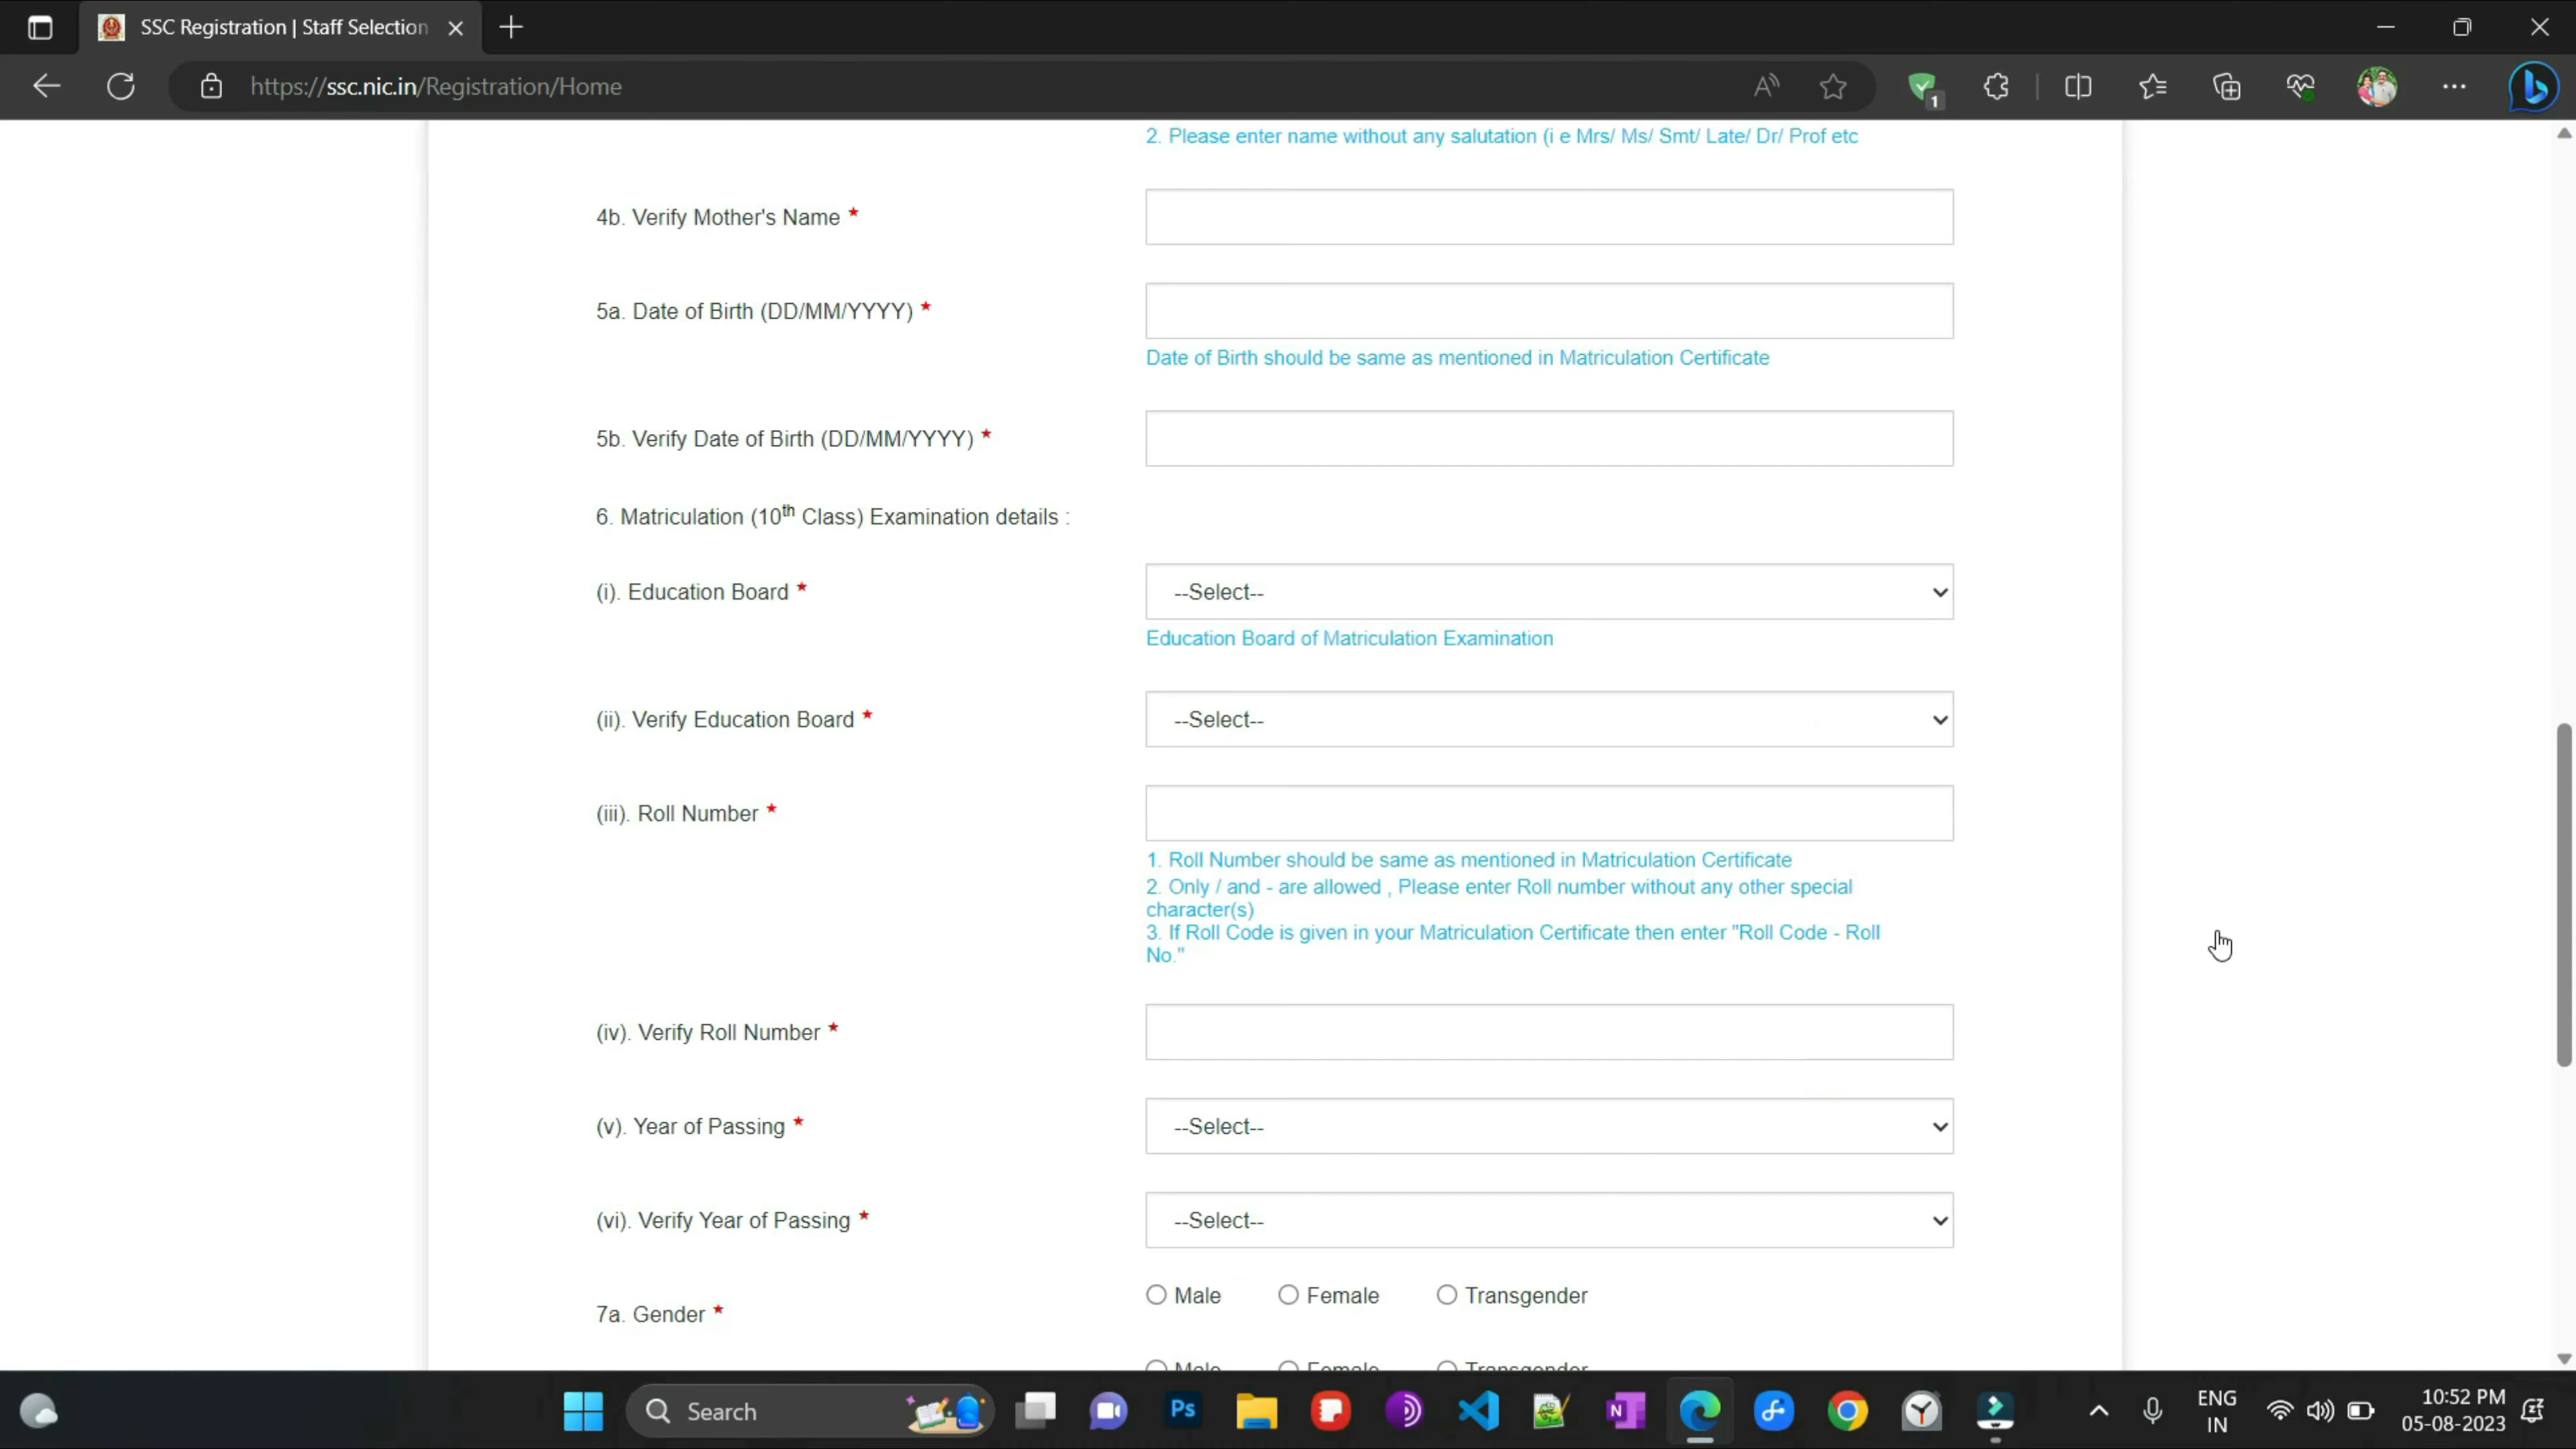 SSC Registration | Staff Selection
https://ssc.nic.in/Registration/Home
1
2. Please enter name without any salutation (i e Mrs/ Ms/ Smt/ Late/ Dr/ Prof etc
4b. Verify Mother's Name *
5a. Date of Birth (DD/MM/YYYY) *
Date of Birth should be same as mentioned in Matriculation Certificate
5b. Verify Date of Birth (DD/MM/YYYY) *
6. Matriculation (10th Class) Examination details :
(i). Education Board *
--Select--
Education Board of Matriculation Examination
(ii). Verify Education Board *
--Select--
(iii). Roll Number *
1. Roll Number should be same as mentioned in Matriculation Certificate
2. Only / and - are allowed , Please enter Roll number without any other special
character(s)
3. If Roll Code is given in your Matriculation Certificate then enter "Roll Code - Roll
No."
(iv). Verify Roll Number *
(v). Year of Passing *
--Select--
(vi). Verify Year of Passing *
--Select--
7a. Gender *
Male Female Transgender
Male Female Transgender
Search
Ps
N
ENG
IN
10:52 PM
05-08-2023